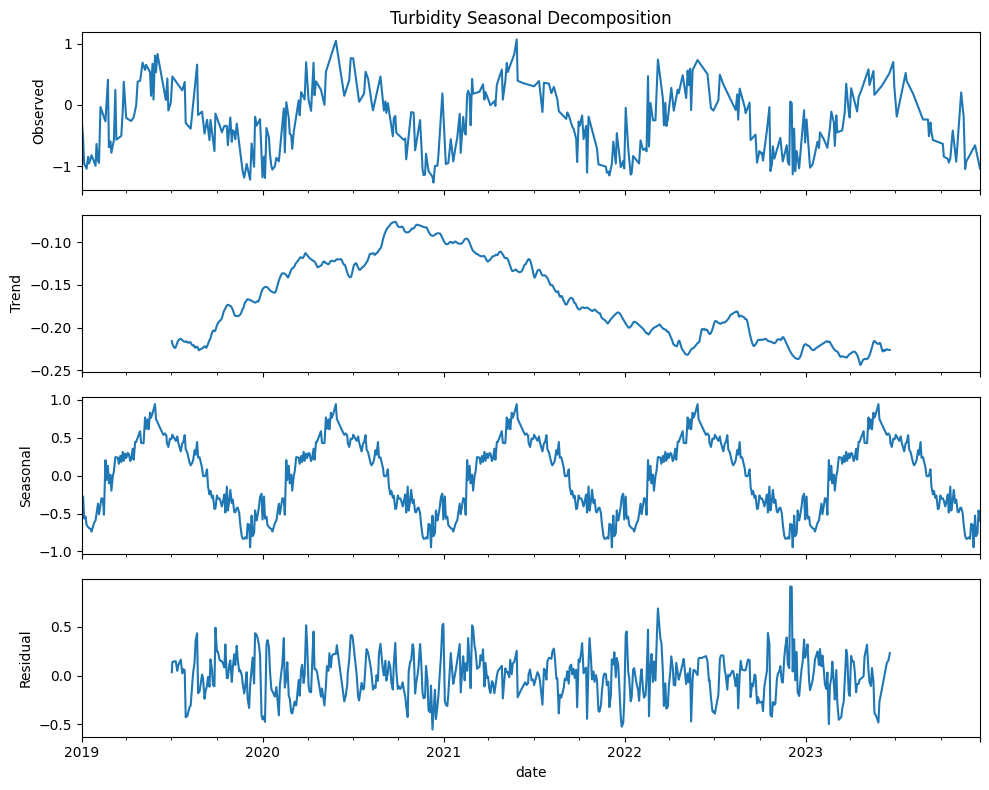 Turbidity Seasonal Decomposition
1
0
−1
Observed
−0.10
−0.15
−0.20
−0.25
Trend
1.0
0.5
0.0
−0.5
−1.0
Seasonal
0.5
0.0
−0.5
Residual
2019 2020 2021 2022 2023
date